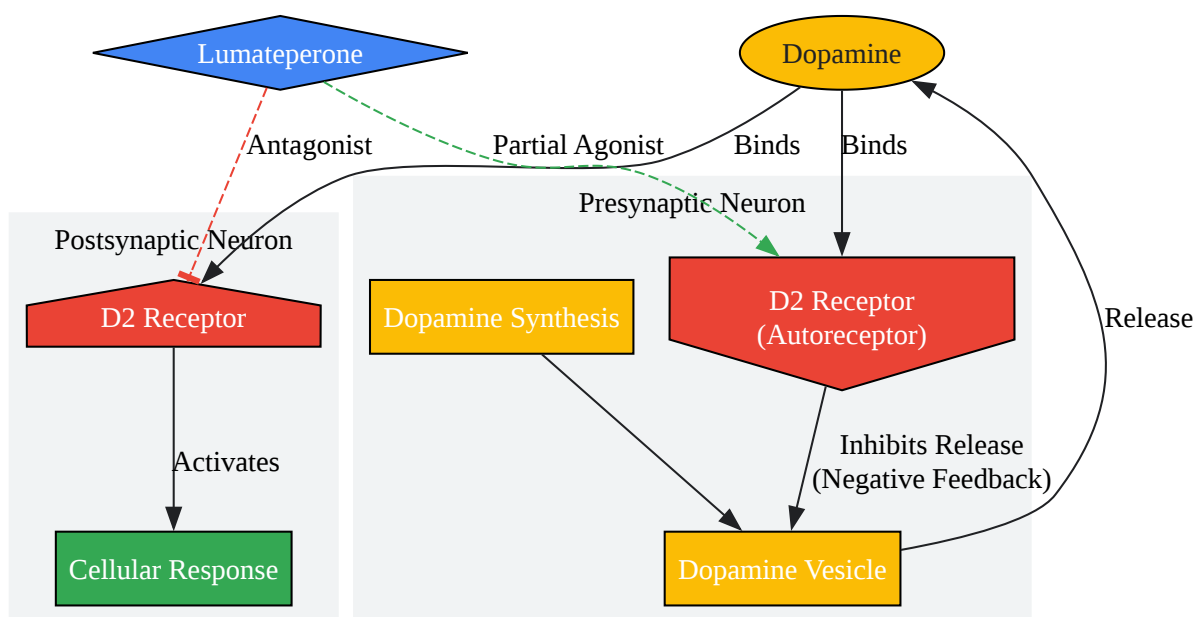 Lumateperone
Dopamine
Antagonist
Partial Agonist
Binds
Binds
Presynaptic Neuron
Postsynaptic Neuron
D2 Receptor
Dopamine Synthesis
D2 Receptor
(Autoreceptor)
Release
Activates
Inhibits Release
(Negative Feedback)
Cellular Response
Dopamine Vesicle